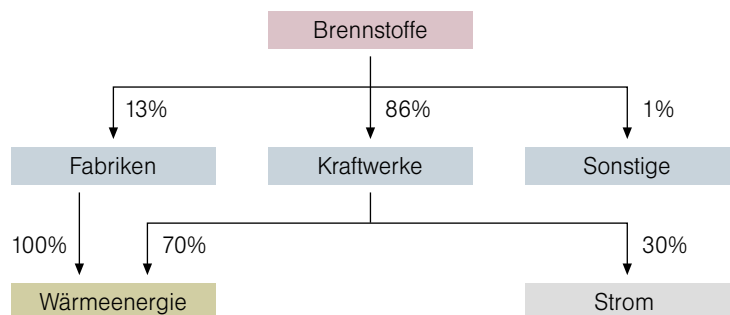 Brennstoffe
13%
86%
1%
Fabriken
Kraftwerke
Sonstige
100%
70%
30%
Wärmeenergie
Strom